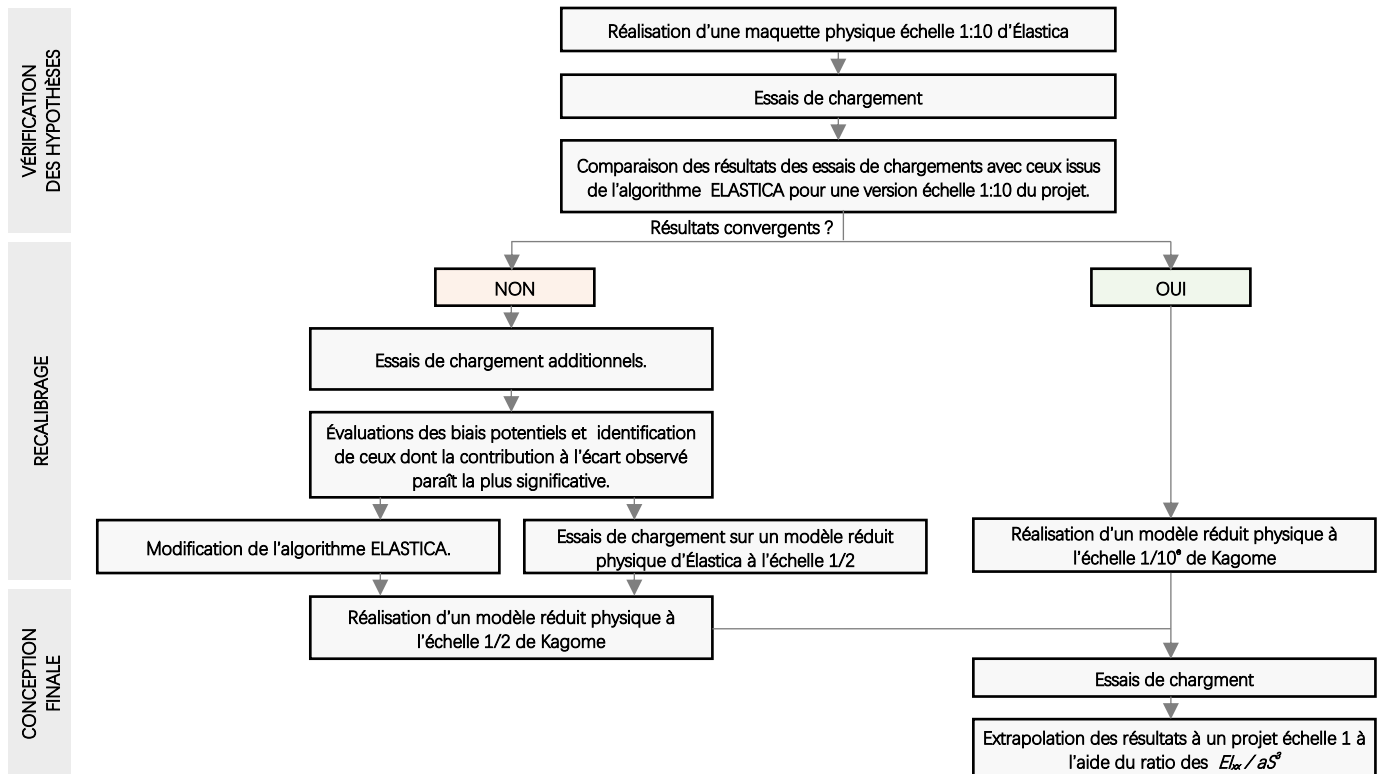 VÉRIFICATION
DES HYPOTHÈSES
Réalisation d'une maquette physique échelle 1:10 d'Élastica
Essais de chargement
Comparaison des résultats des essais de chargements avec ceux issus
de l'algorithme ELASTICA pour une version échelle 1:10 du projet.
Résultats convergents ?
RECALIBRAGE
NON
OUI
Essais de chargement additionnels.
Évaluations des biais potentiels et identification
de ceux dont la contribution à l'écart observé
paraît la plus significative.
Modification de l'algorithme ELASTICA.
Essais de chargement sur un modèle réduit
physique d'Élastica à l'échelle 1/2
Réalisation d'un modèle réduit physique à
l'échelle 1/10ᵉ de Kagome
CONCEPTION
FINALE
Réalisation d'un modèle réduit physique à
l'échelle 1/2 de Kagome
Essais de chargment
Extrapolation des résultats à un projet échelle 1 à
l'aide du ratio des EIₓₓ / aS³